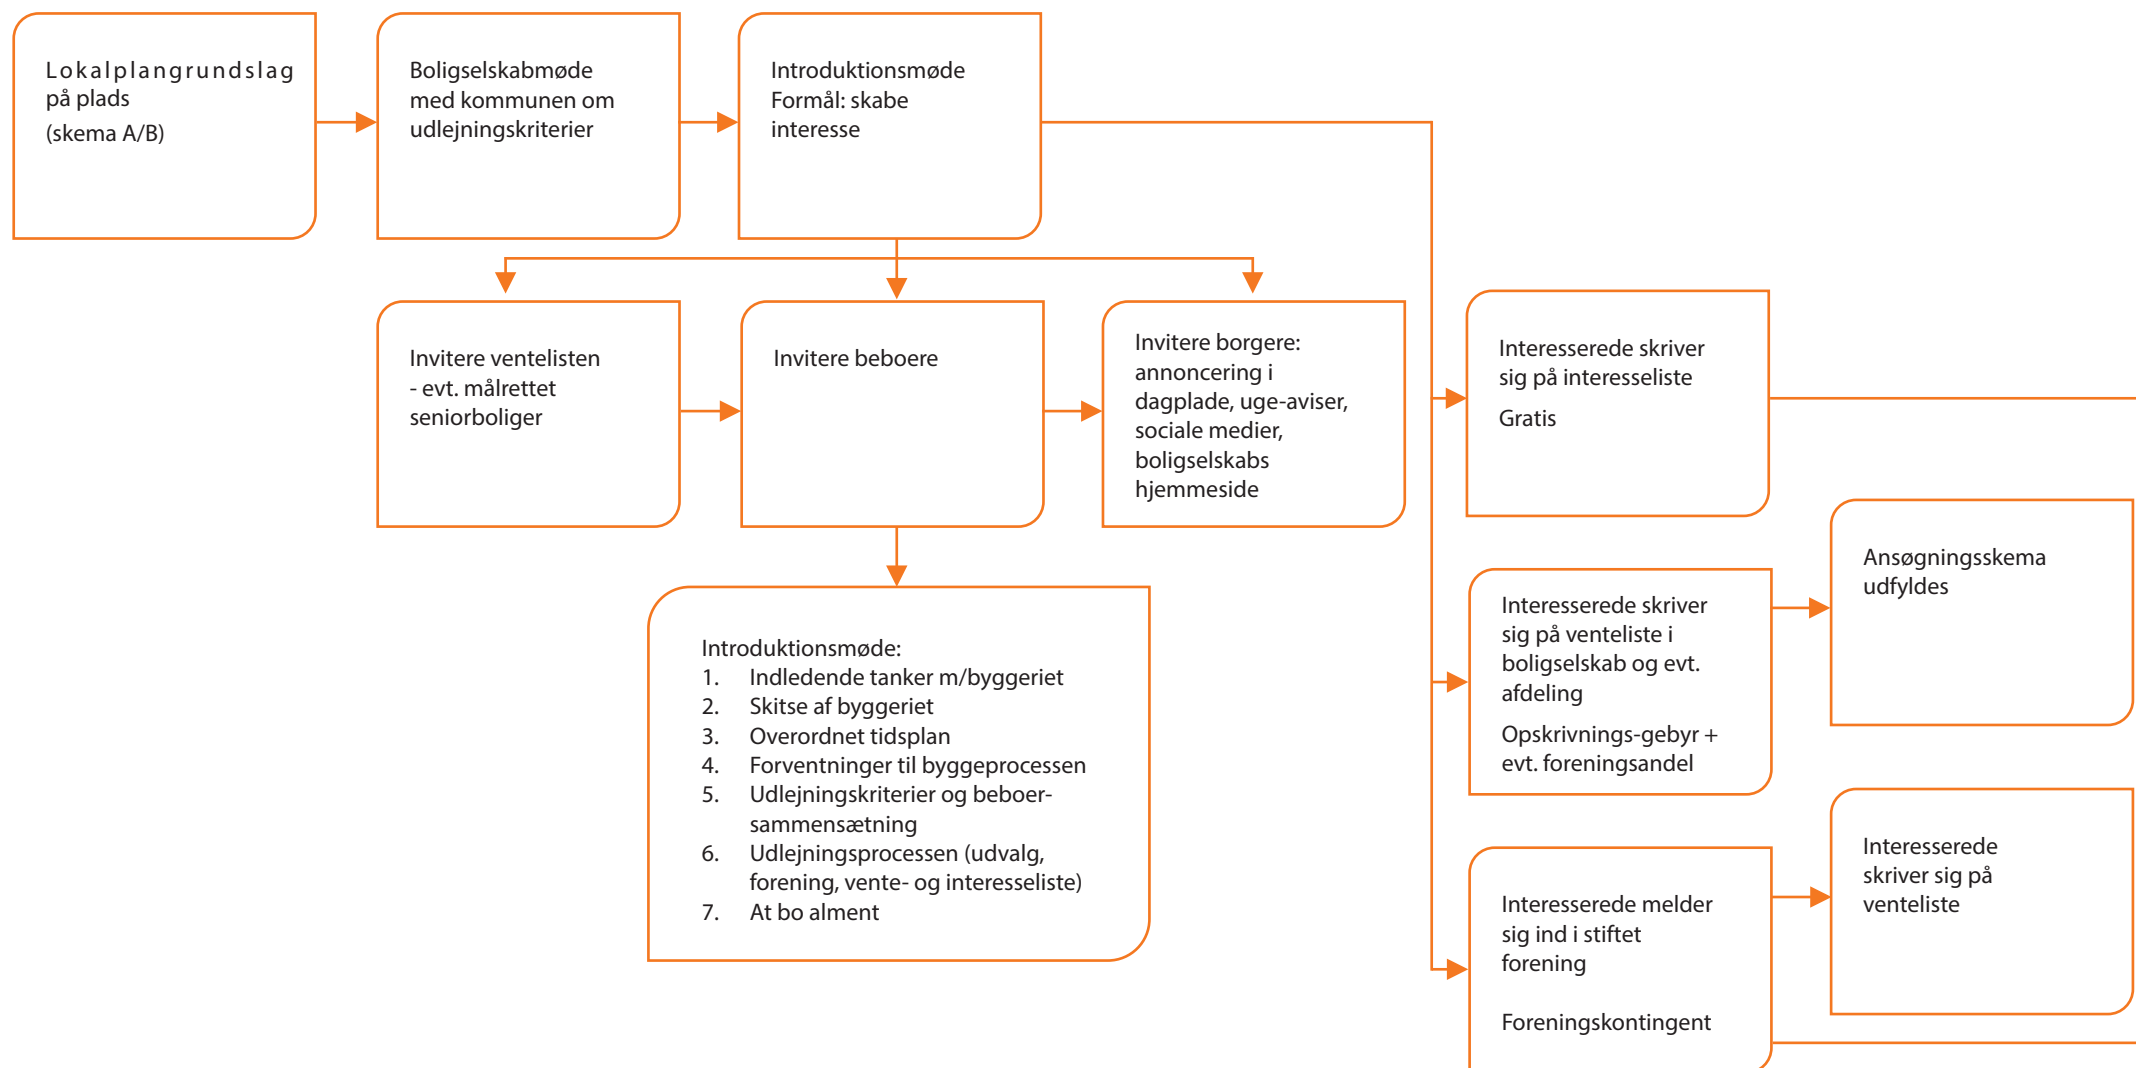 Lokalplangrundslag
på plads
(skema A/B)
Boligselskabmøde
med kommunen om
udlejningskriterier
Introduktionsmøde
Formål: skabe
interesse
Invitere ventelisten
- evt. målrettet
seniorboliger
Invitere beboere
Invitere borgere:
annoncering i
dagplade, uge-aviser,
sociale medier,
boligselskabs
hjemmeside
Introduktionsmøde:
1. Indledende tanker m/byggeriet
2. Skitse af byggeriet
3. Overordnet tidsplan
4. Forventninger til byggeprocessen
5. Udlejningskriterier og beboer-
sammensætning
6. Udlejningsprocessen (udvalg,
forening, vente- og interesseliste)
7. At bo alment
Interesserede skriver
sig på interesseliste
Gratis
Interesserede skriver
sig på venteliste i
boligselskab og evt.
afdeling
Opskrivnings-gebyr +
evt. foreningsandel
Ansøgningsskema
udfyldes
Interesserede melder
sig ind i stiftet
forening
Foreningskontingent
Interesserede
skriver sig på
venteliste